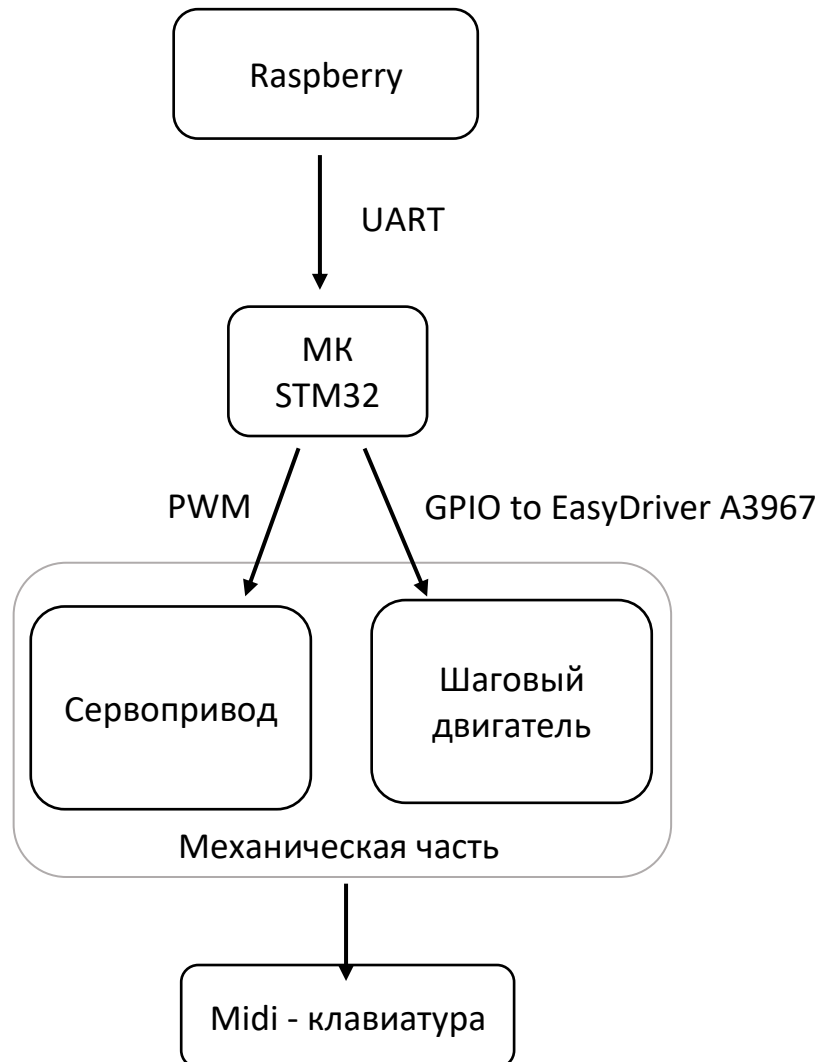 Raspberry
UART
МК
STM32
PWM
GPIO to EasyDriver A3967
Сервопривод
Шаговый
двигатель
Механическая часть
Midi - клавиатура